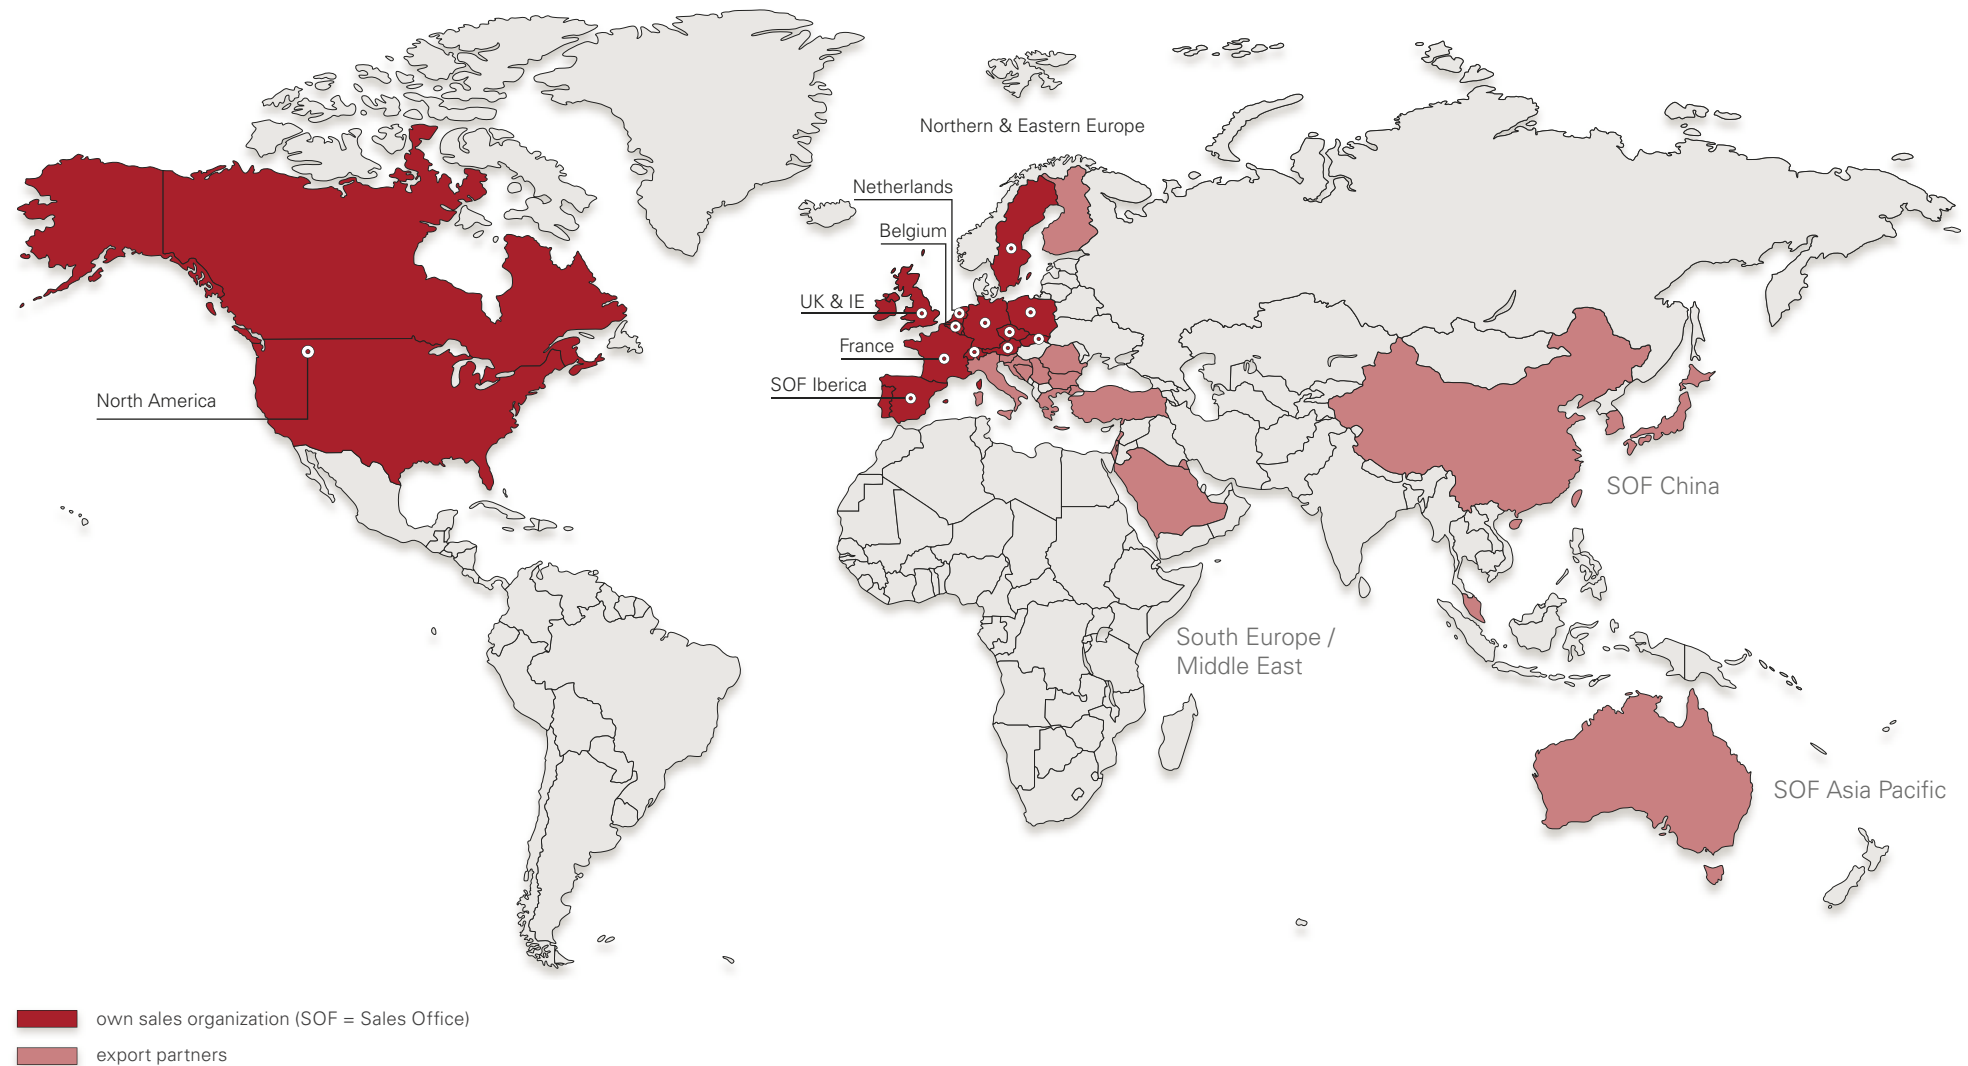 Northern & Eastern Europe
Netherlands
Belgium
UK & IE
France
SOF Iberica
North America
SOF China
South Europe /
Middle East
SOF Asia Pacific
own sales organization (SOF = Sales Office)
export partners